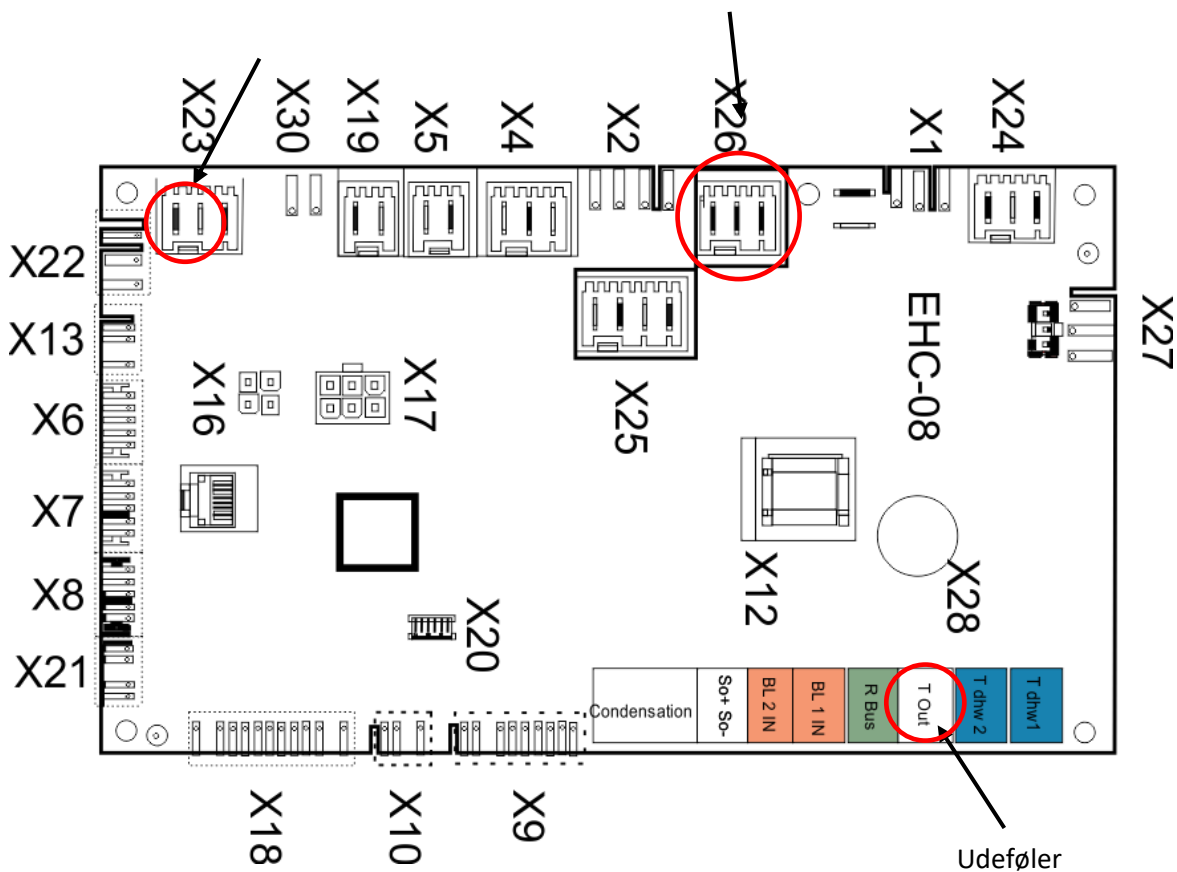 X23
X30
X19
X5
X4
X2
X26
X1
X24
X22
X13
X6
X7
X8
X21
X16
X17
X25
EHC-08
X27
X20
X12
X28
Condensation
So+ So-
BL 2 IN
BL 1 IN
R Bus
T Out
T dhw 2
T dhw1
X18
X10
X9
Udeføler